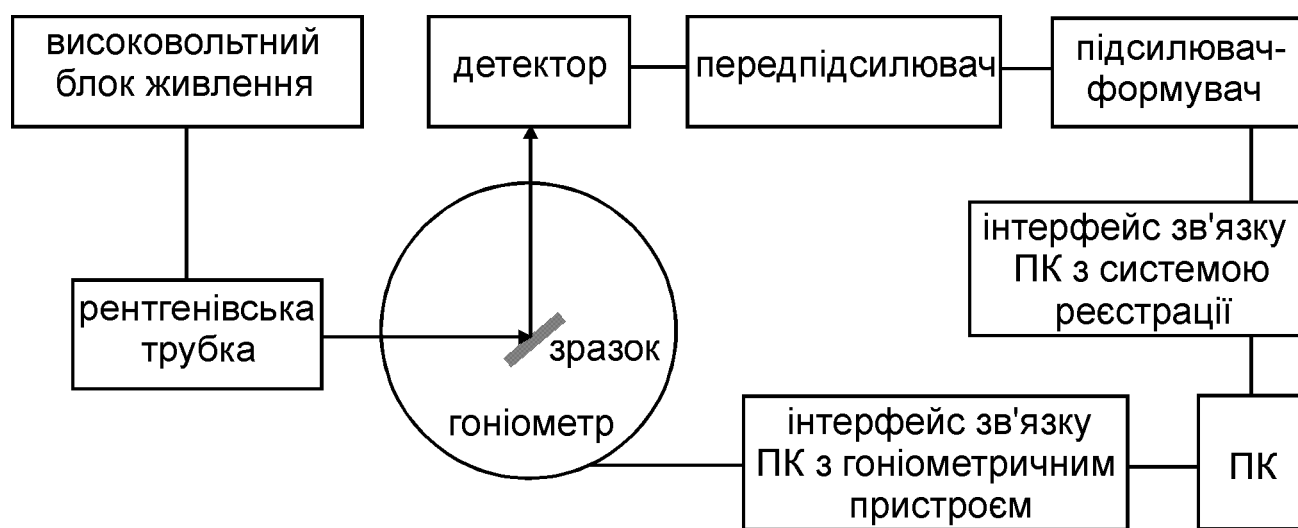 високовольтний
блок живлення
детектор
передпідсилювач
підсилювач-
формувач
інтерфейс зв'язку
ПК з системою
реєстрації
рентгенівська
трубка
зразок
гоніометр
інтерфейс зв'язку
ПК з гоніометричним
пристроєм
ПК